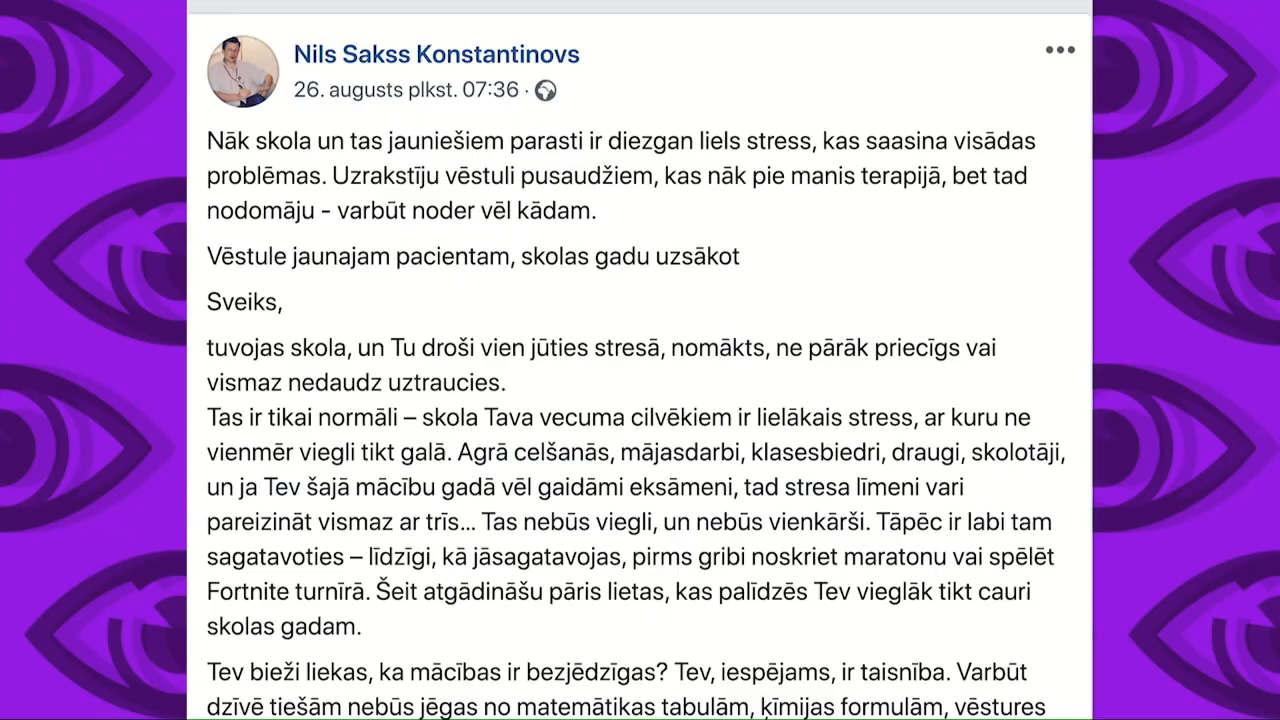 Nils Sakss Konstantinovs
26. augusts plkst. 07:36 ·
Nāk skola un tas jauniešiem parasti ir diezgan liels stress, kas saasina visādas
problēmas. Uzrakstīju vēstuli pusaudžiem, kas nāk pie manis terapijā, bet tad
nodomāju - varbūt noder vēl kādam.
Vēstule jaunajam pacientam, skolas gadu uzsākot
Sveiks,
tuvojas skola, un Tu droši vien jūties stresā, nomākts, ne pārāk priecīgs vai
vismaz nedaudz uztraucies.
Tas ir tikai normāli – skola Tava vecuma cilvēkiem ir lielākais stress, ar kuru ne
vienmēr viegli tikt galā. Agrā celšanās, mājasdarbi, klasesbiedri, draugi, skolotāji,
un ja Tev šajā mācību gadā vēl gaidāmi eksāmeni, tad stresa līmeni vari
pareizināt vismaz ar trīs... Tas nebūs viegli, un nebūs vienkārši. Tāpēc ir labi tam
sagatavoties – līdzīgi, kā jāsagatavojas, pirms gribi noskriet maratonu vai spēlēt
Fortnite turnīrā. Šeit atgādināšu pāris lietas, kas palīdzēs Tev vieglāk tikt cauri
skolas gadam.
Tev bieži liekas, ka mācības ir bezjēdzīgas? Tev, iespējams, ir taisnība. Varbūt
dzīvē tiešām nebūs jēgas no matemātikas tabulām, ķīmijas formulām, vēstures